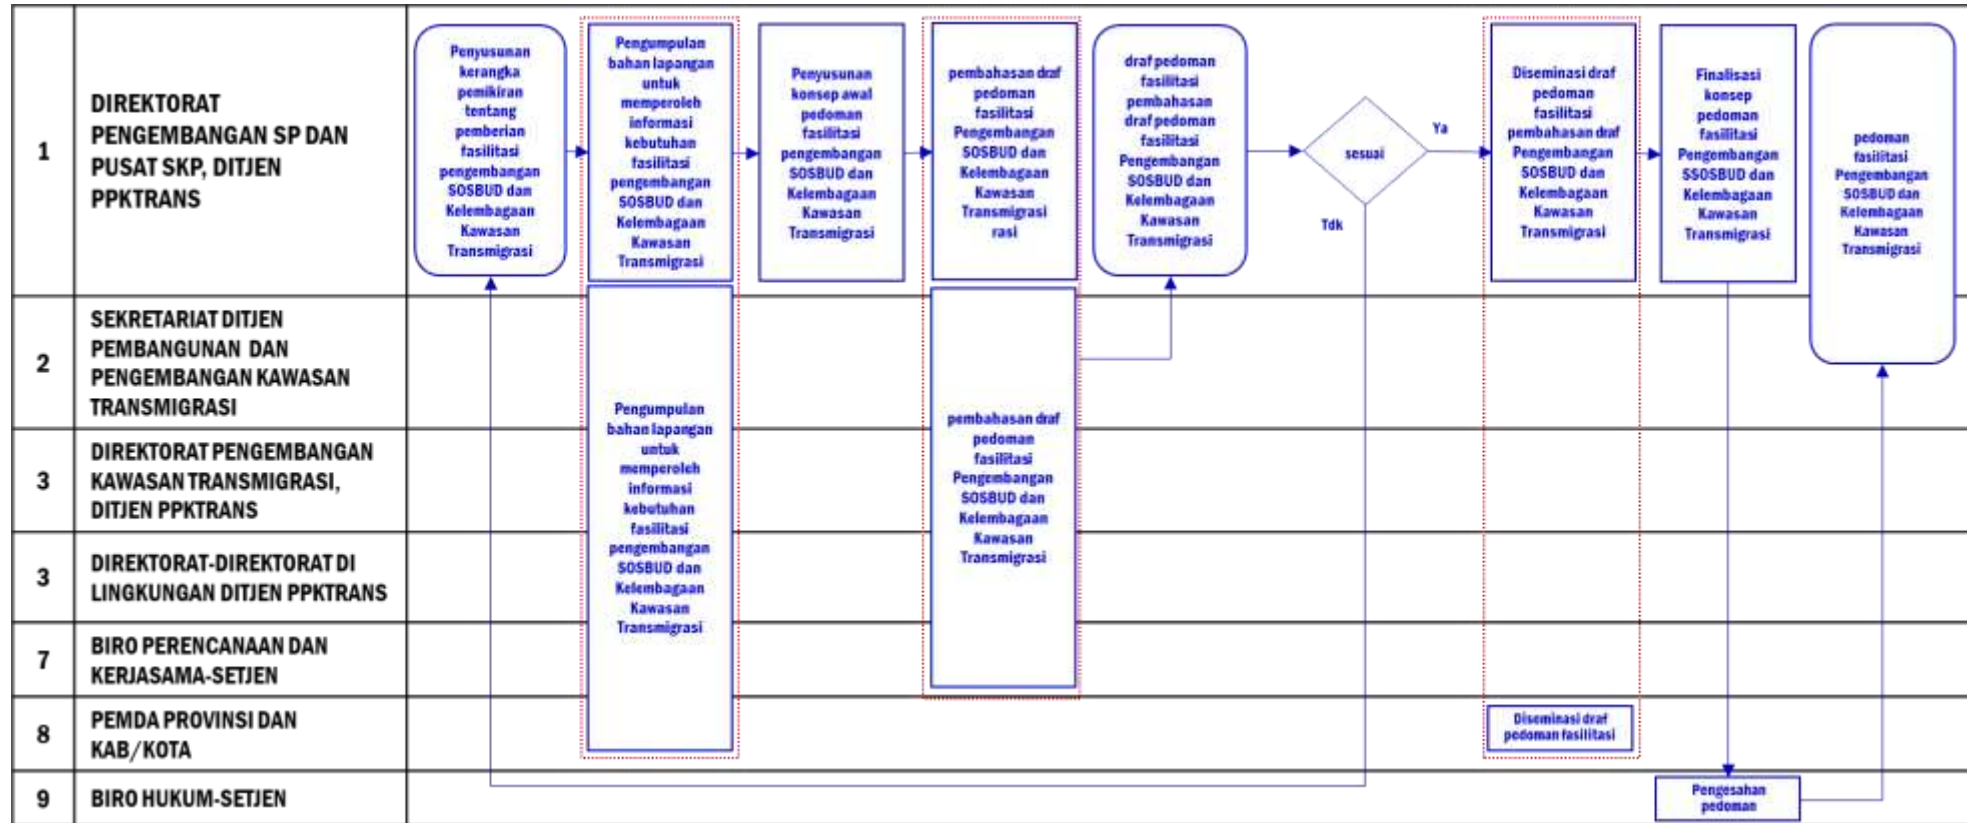 1
DIREKTORAT
PENGEMBANGAN SP DAN
PUSAT SKP, DITJEN
PPKTRANS
Penyusunan
kerangka
pemikiran
tentang
pemberian
fasilitasi
pengembangan
SOSBUD dan
Kelembagaan
Kawasan
Transmigrasi
Pengumpulan
bahan lapangan
untuk
memperoleh
informasi
kebutuhan
fasilitasi
pengembangan
SOSBUD dan
Kelembagaan
Kawasan
Transmigrasi
Penyusunan
konsep awal
pedoman
fasilitasi
pengembangan
SOSBUD dan
Kelembagaan
Kawasan
Transmigrasi
pembahasan draf
pedoman
fasilitasi
Pengembangan
SOSBUD dan
Kelembagaan
Kawasan
Transmigrasi
rasi
draf pedoman
fasilitasi
pembahasan
draf pedoman
fasilitasi
Pengembangan
SOSBUD dan
Kelembagaan
Kawasan
Transmigrasi
sesuai
Ya
Tdk
Diseminasi draf
pedoman
fasilitasi
pembahasan draf
Pengembangan
SOSBUD dan
Kelembagaan
Kawasan
Transmigrasi
Finalisasi
konsep
pedoman
fasilitasi
Pengembangan
SSOSBUD dan
Kelembagaan
Kawasan
Transmigrasi
pedoman
fasilitasi
Pengembangan
SOSBUD dan
Kelembagaan
Kawasan
Transmigrasi
2
SEKRETARIAT DITJEN
PEMBANGUNAN DAN
PENGEMBANGAN KAWASAN
TRANSMIGRASI
Pengumpulan
bahan lapangan
untuk
memperoleh
informasi
kebutuhan
fasilitasi
pengembangan
SOSBUD dan
Kelembagaan
Kawasan
Transmigrasi
pembahasan draf
pedoman
fasilitasi
Pengembangan
SOSBUD dan
Kelembagaan
Kawasan
Transmigrasi
3
DIREKTORAT PENGEMBANGAN
KAWASAN TRANSMIGRASI,
DITJEN PPKTRANS
3
DIREKTORAT-DIREKTORAT DI
LINGKUNGAN DITJEN PPKTRANS
7
BIRO PERENCANAAN DAN
KERJASAMA-SETJEN
8
PEMDA PROVINSI DAN
KAB/KOTA
Diseminasi draf
pedoman fasilitasi
9
BIRO HUKUM-SETJEN
Pengesahan
pedoman